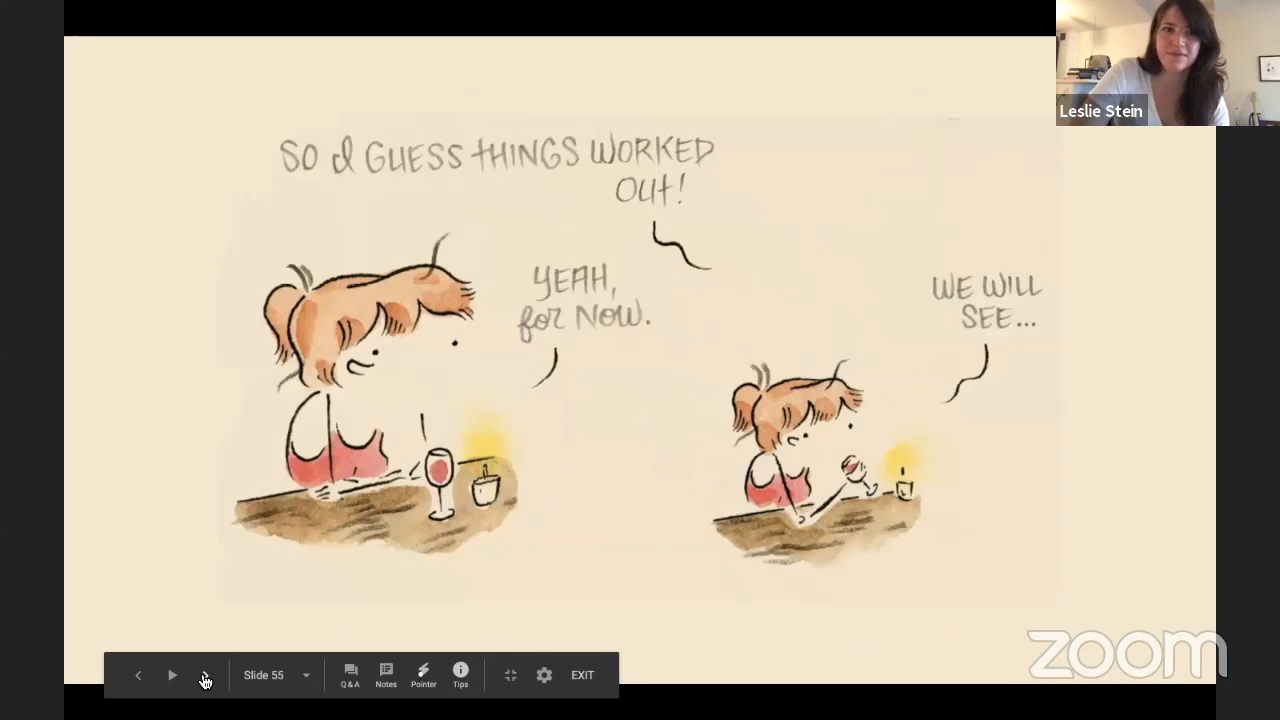 Leslie Stein
SO I GUESS THINGS WORKED
OUT!
YEAH,
for NOW.
WE WILL
SEE...
zoom
Slide 55
Q & A
Notes
Pointer
Tips
EXIT